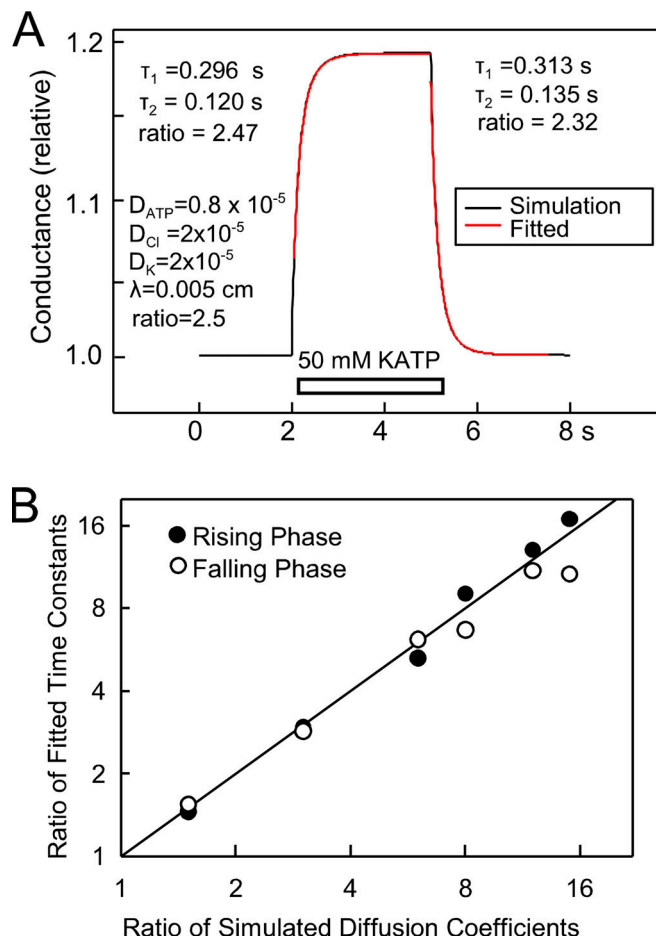 A
Conductance (relative)
1.2
1.1
1.0
τ1 =0.296 s
τ2 = 0.120 s
ratio = 2.47
τ1 =0.313 s
τ2 = 0.135 s
ratio = 2.32
DATP=0.8 x 10-5
DCl =2x10-5
DK=2x10-5
λ=0.005 cm
ratio=2.5
Simulation
Fitted
50 mM KATP
0 2 4 6 8 s
B
Ratio of Fitted Time Constants
16
8
4
2
1
Rising Phase
Falling Phase
1 2 4 8 16
Ratio of Simulated Diffusion Coefficients